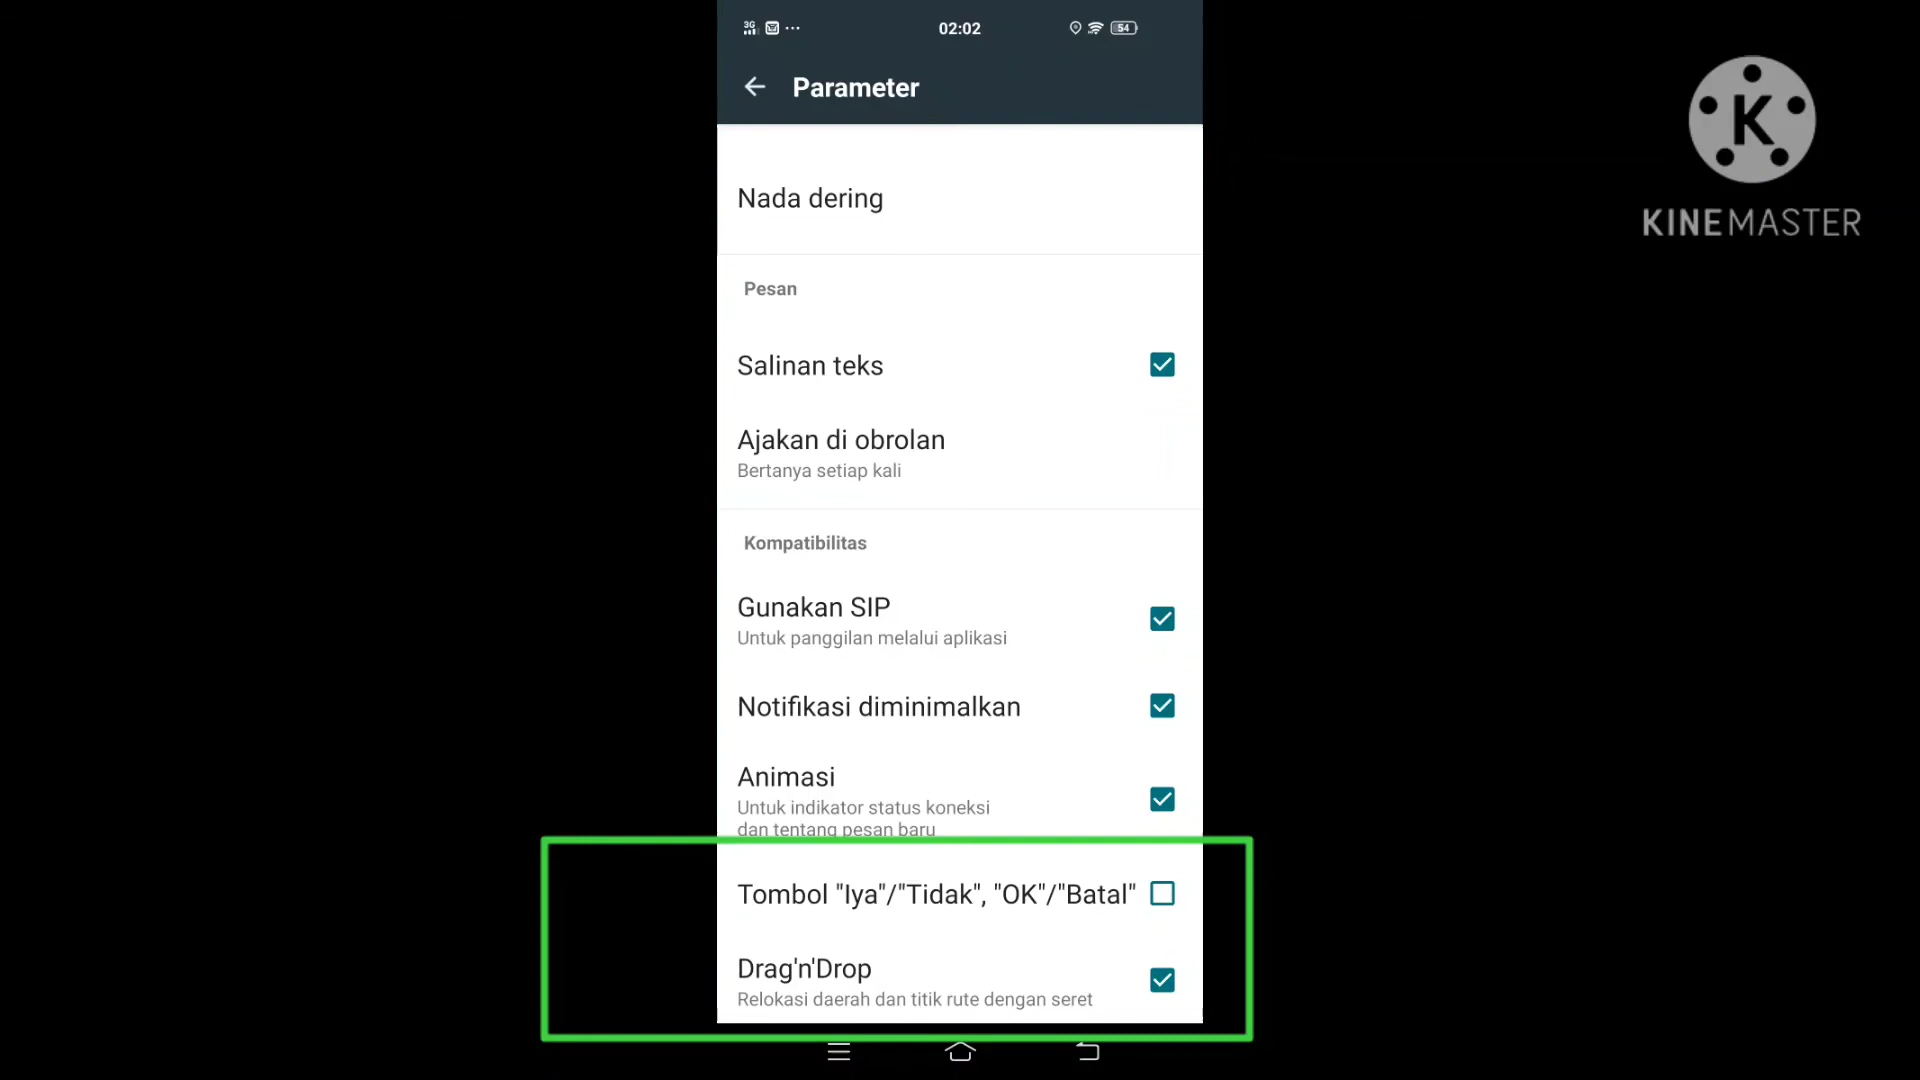 3G
02:02
54
Parameter
K
KINEMASTER
Nada dering
Pesan
Salinan teks
Ajakan di obrolan
Bertanya setiap kali
Kompatibilitas
Gunakan SIP
Untuk panggilan melalui aplikasi
Notifikasi diminimalkan
Animasi
Untuk indikator status koneksi
dan tentang pesan baru
Tombol "Iya"/"Tidak", "OK"/"Batal"
Drag'n'Drop
Relokasi daerah dan titik rute dengan seret